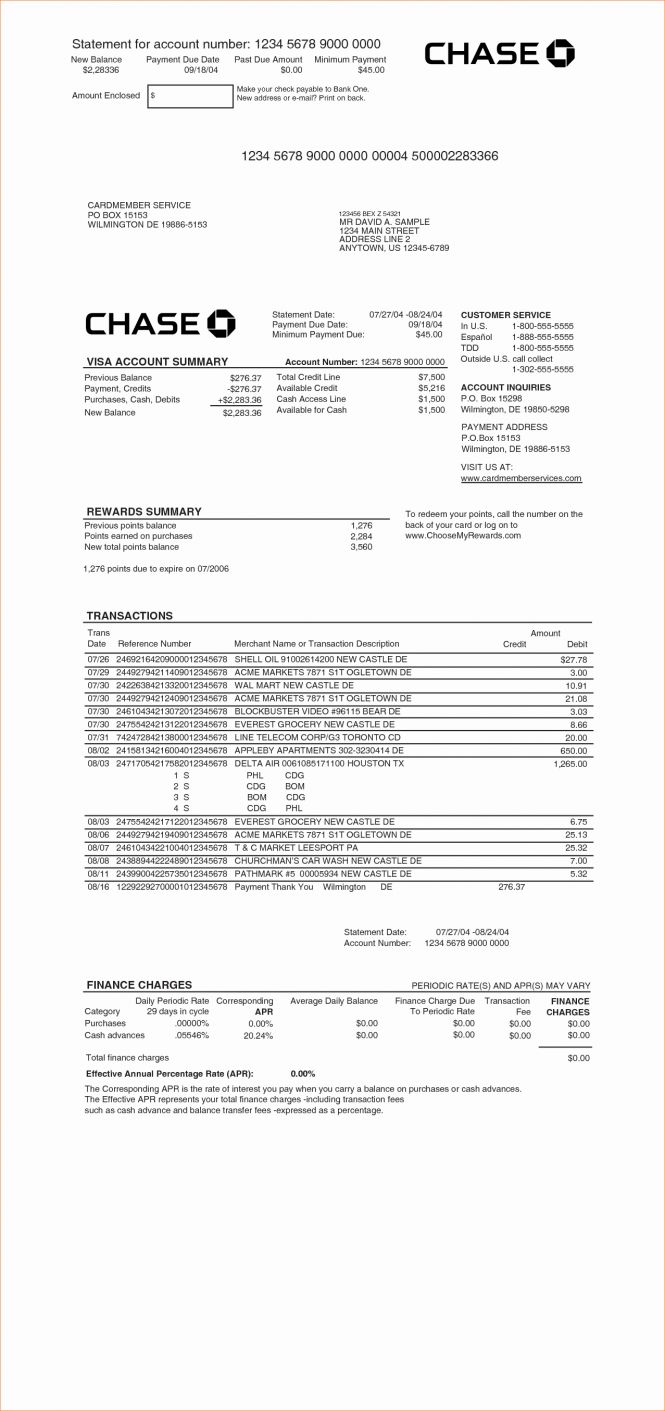 Statement for account number: 1234 5678 9000 0000
CHASE
New Balance Payment Due Date Past Due Amount Minimum Payment
$2,28336 09/18/04 $0.00 $45.00
Amount Enclosed $
Make your check payable to Bank One.
New address or e-mail? Print on back.
1234 5678 9000 0000 00004 500002283366
CARDMEMBER SERVICE
PO BOX 15153
WILMINGTON DE 19886-5153
123456 BEX Z 54321
MR DAVID A. SAMPLE
1234 MAIN STREET
ADDRESS LINE 2
ANYTOWN, US 12345-6789
CHASE
Statement Date: 07/27/04 -08/24/04
Payment Due Date: 09/18/04
Minimum Payment Due: $45.00
CUSTOMER SERVICE
In U.S. 1-800-555-5555
Español 1-888-555-5555
TDD 1-800-555-5555
Outside U.S. call collect
1-302-555-5555
VISA ACCOUNT SUMMARY Account Number: 1234 5678 9000 0000
Previous Balance $276.37 Total Credit Line $7,500
Payment, Credits -$276.37 Available Credit $5,216
Purchases, Cash, Debits +$2,283.36 Cash Access Line $1,500
New Balance $2,283.36 Available for Cash $1,500
ACCOUNT INQUIRIES
P.O. Box 15298
Wilmington, DE 19850-5298
PAYMENT ADDRESS
P.O.Box 15153
Wilmington, DE 19886-5153
VISIT US AT:
www.cardmemberservices.com
REWARDS SUMMARY
Previous points balance 1,276
Points earned on purchases 2,284
New total points balance 3,560
1,276 points due to expire on 07/2006
To redeem your points, call the number on the
back of your card or log on to
www.ChooseMyRewards.com
TRANSACTIONS
Trans Amount
Date Reference Number Merchant Name or Transaction Description Credit Debit
07/26 24692164209000012345678 SHELL OIL 91002614200 NEW CASTLE DE $27.78
07/29 24492794211409012345678 ACME MARKETS 7871 S1T OGLETOWN DE 3.00
07/30 24226384213320012345678 WAL MART NEW CASTLE DE 10.91
07/30 24492794212409012345678 ACME MARKETS 7871 S1T OGLETOWN DE 21.08
07/30 24610434213072012345678 BLOCKBUSTER VIDEO #96115 BEAR DE 3.03
07/30 24755424213122012345678 EVEREST GROCERY NEW CASTLE DE 8.66
07/31 74247284213800012345678 LINE TELECOM CORP/G3 TORONTO CD 20.00
08/02 24158134216004012345678 APPLEBY APARTMENTS 302-3230414 DE 650.00
08/03 24717054217582012345678 DELTA AIR 0061085171100 HOUSTON TX 1,265.00
1 S PHL CDG
2 S CDG BOM
3 S BOM CDG
4 S CDG PHL
08/03 24755424217122012345678 EVEREST GROCERY NEW CASTLE DE 6.75
08/06 24492794219409012345678 ACME MARKETS 7871 S1T OGLETOWN DE 25.13
08/07 24610434221004012345678 T & C MARKET LEESPORT PA 25.32
08/08 24388944222489012345678 CHURCHMAN'S CAR WASH NEW CASTLE DE 7.00
08/11 24399004225735012345678 PATHMARK #5 00005934 NEW CASTLE DE 5.32
08/16 12292292700001012345678 Payment Thank You Wilmington DE 276.37
Statement Date: 07/27/04 -08/24/04
Account Number: 1234 5678 9000 0000
FINANCE CHARGES PERIODIC RATE(S) AND APR(S) MAY VARY
Daily Periodic Rate Corresponding Average Daily Balance Finance Charge Due Transaction FINANCE
Category 29 days in cycle APR To Periodic Rate Fee CHARGES
Purchases .00000% 0.00% $0.00 $0.00 $0.00 $0.00
Cash advances .05546% 20.24% $0.00 $0.00 $0.00 $0.00
Total finance charges $0.00
Effective Annual Percentage Rate (APR): 0.00%
The Corresponding APR is the rate of interest you pay when you carry a balance on purchases or cash advances.
The Effective APR represents your total finance charges -including transaction fees
such as cash advance and balance transfer fees -expressed as a percentage.